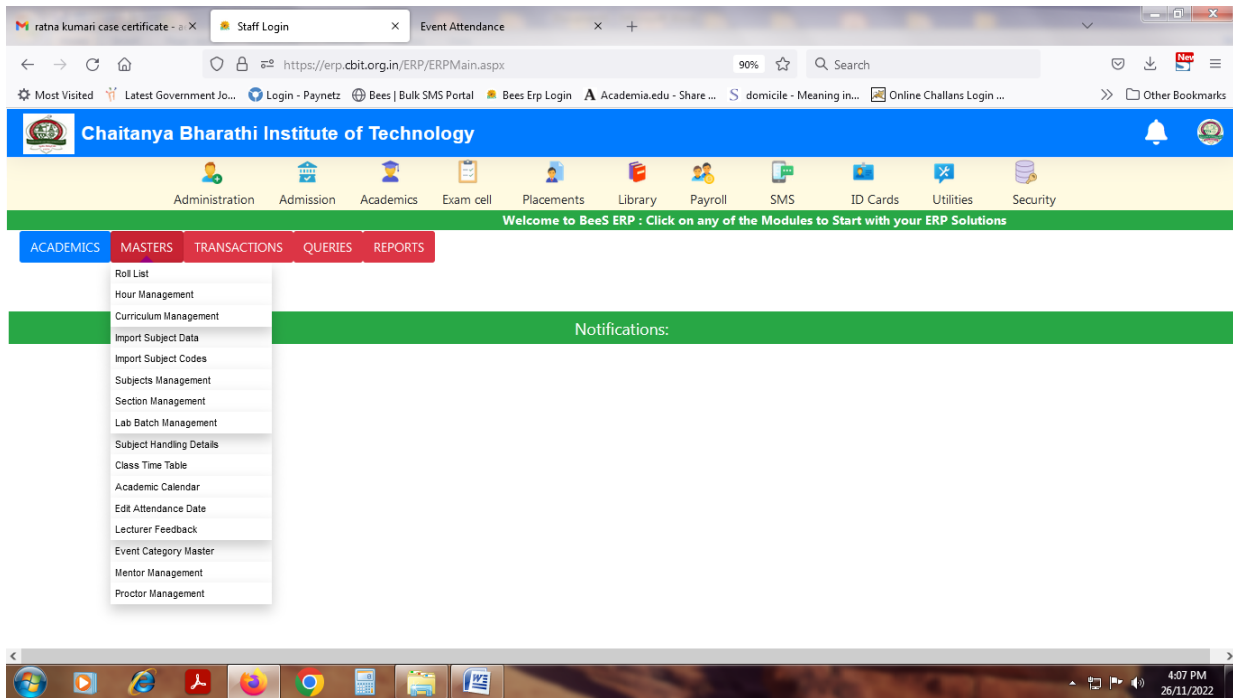 ratna kumari case certificate - a
Staff Login
Event Attendance
https://erp.cbit.org.in/ERP/ERPMain.aspx
90%
Search
New
Most Visited
Latest Government Jo...
Login - Paynetz
Bees | Bulk SMS Portal
Bees Erp Login
Academia.edu - Share ...
domicile - Meaning in...
Online Challans Login ...
Other Bookmarks
Chaitanya Bharathi Institute of Technology
Administration
Admission
Academics
Exam cell
Placements
Library
Payroll
SMS
ID Cards
Utilities
Security
Welcome to BeeS ERP : Click on any of the Modules to Start with your ERP Solutions
ACADEMICS
MASTERS
TRANSACTIONS
QUERIES
REPORTS
Roll List
Hour Management
Curriculum Management
Notifications:
Import Subject Data
Import Subject Codes
Subjects Management
Section Management
Lab Batch Management
Subject Handling Details
Class Time Table
Academic Calendar
Edit Attendance Date
Lecturer Feedback
Event Category Master
Mentor Management
Proctor Management
4:07 PM
26/11/2022